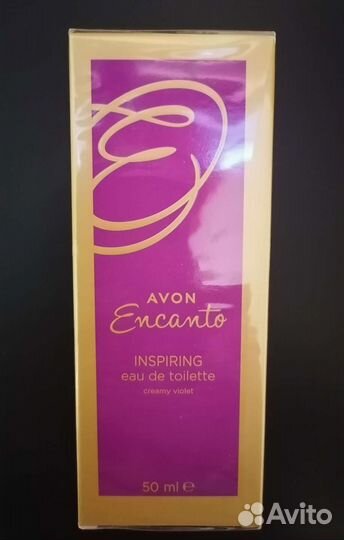 AVON
Encanto
INSPIRING
eau de toilette
creamy violet
50 ml ℮
Avito